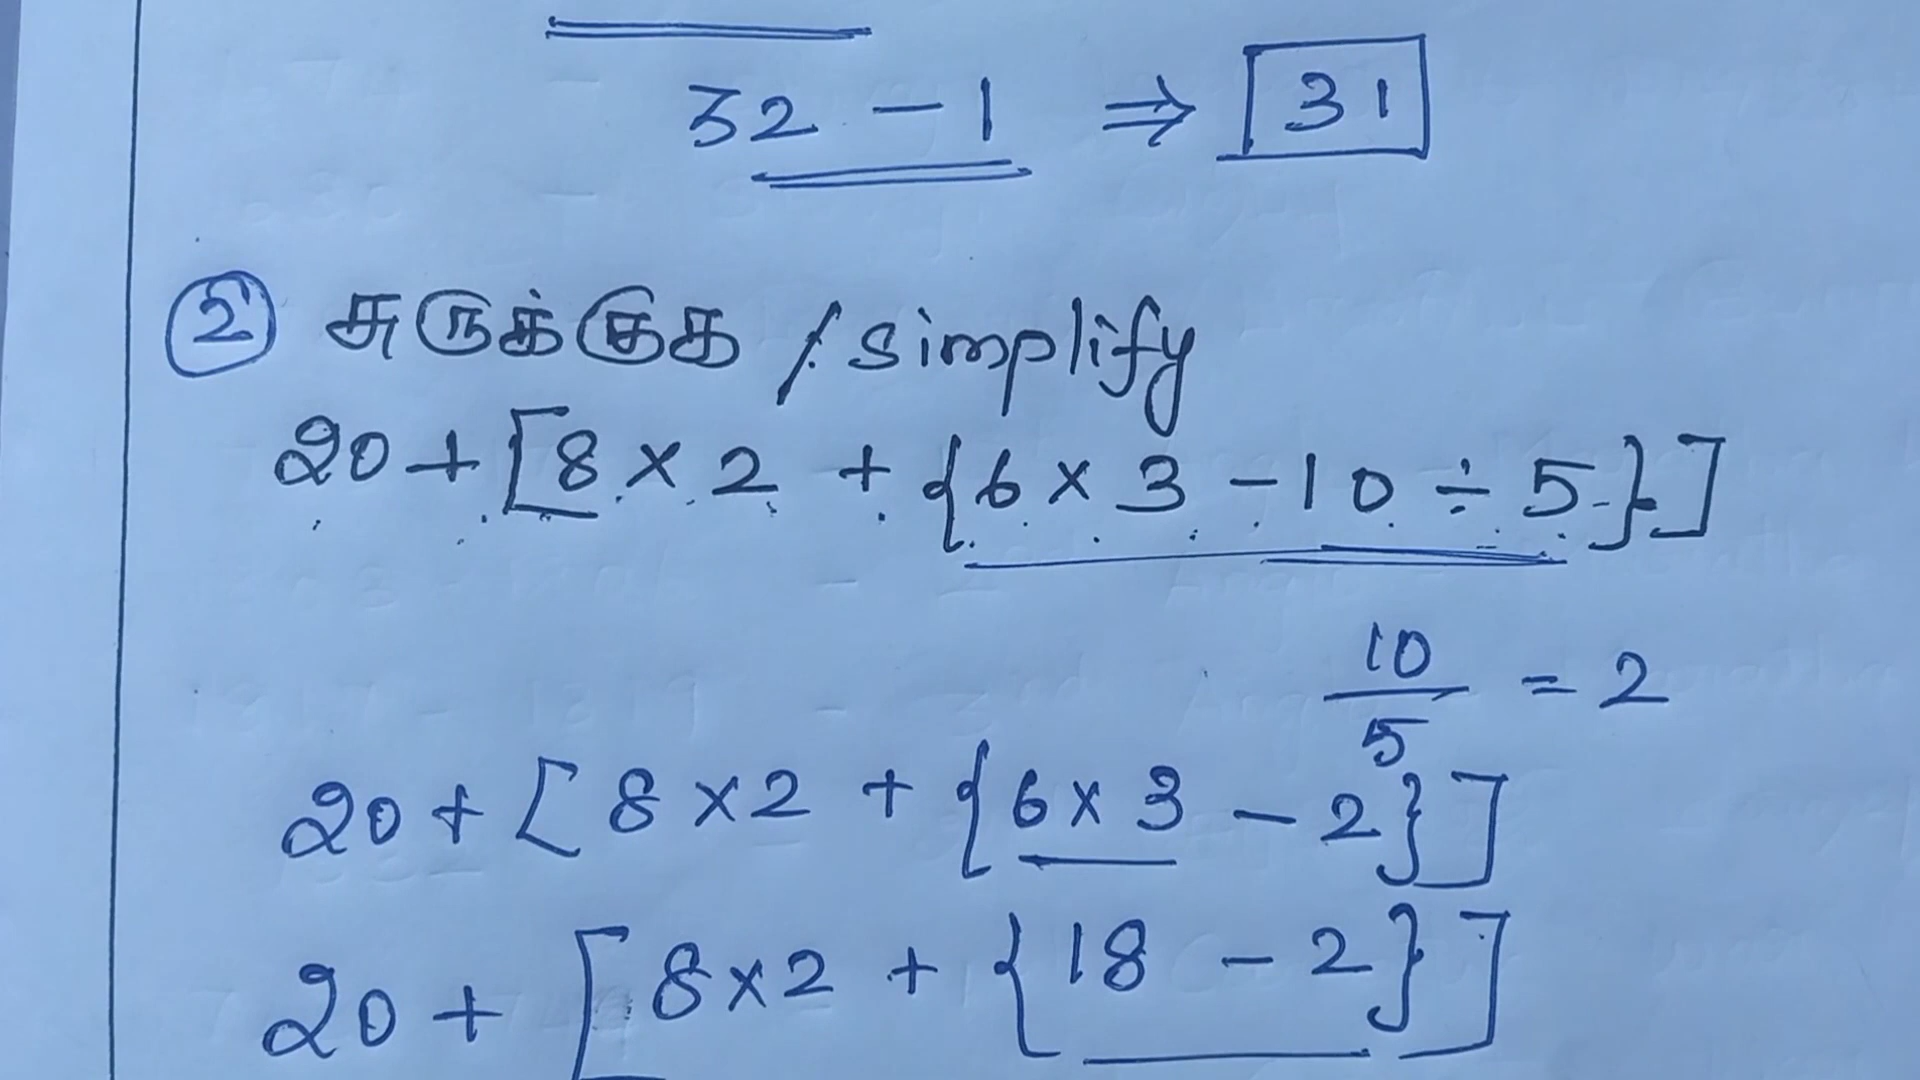 32 - 1 ⇒ 31
2 சுருக்குக / simplify
20 + [8 × 2 + {6 × 3 - 10 ÷ 5}]
10/5 = 2
20 + [8 × 2 + {6 × 3 - 2}]
20 + [8 × 2 + {18 - 2}]